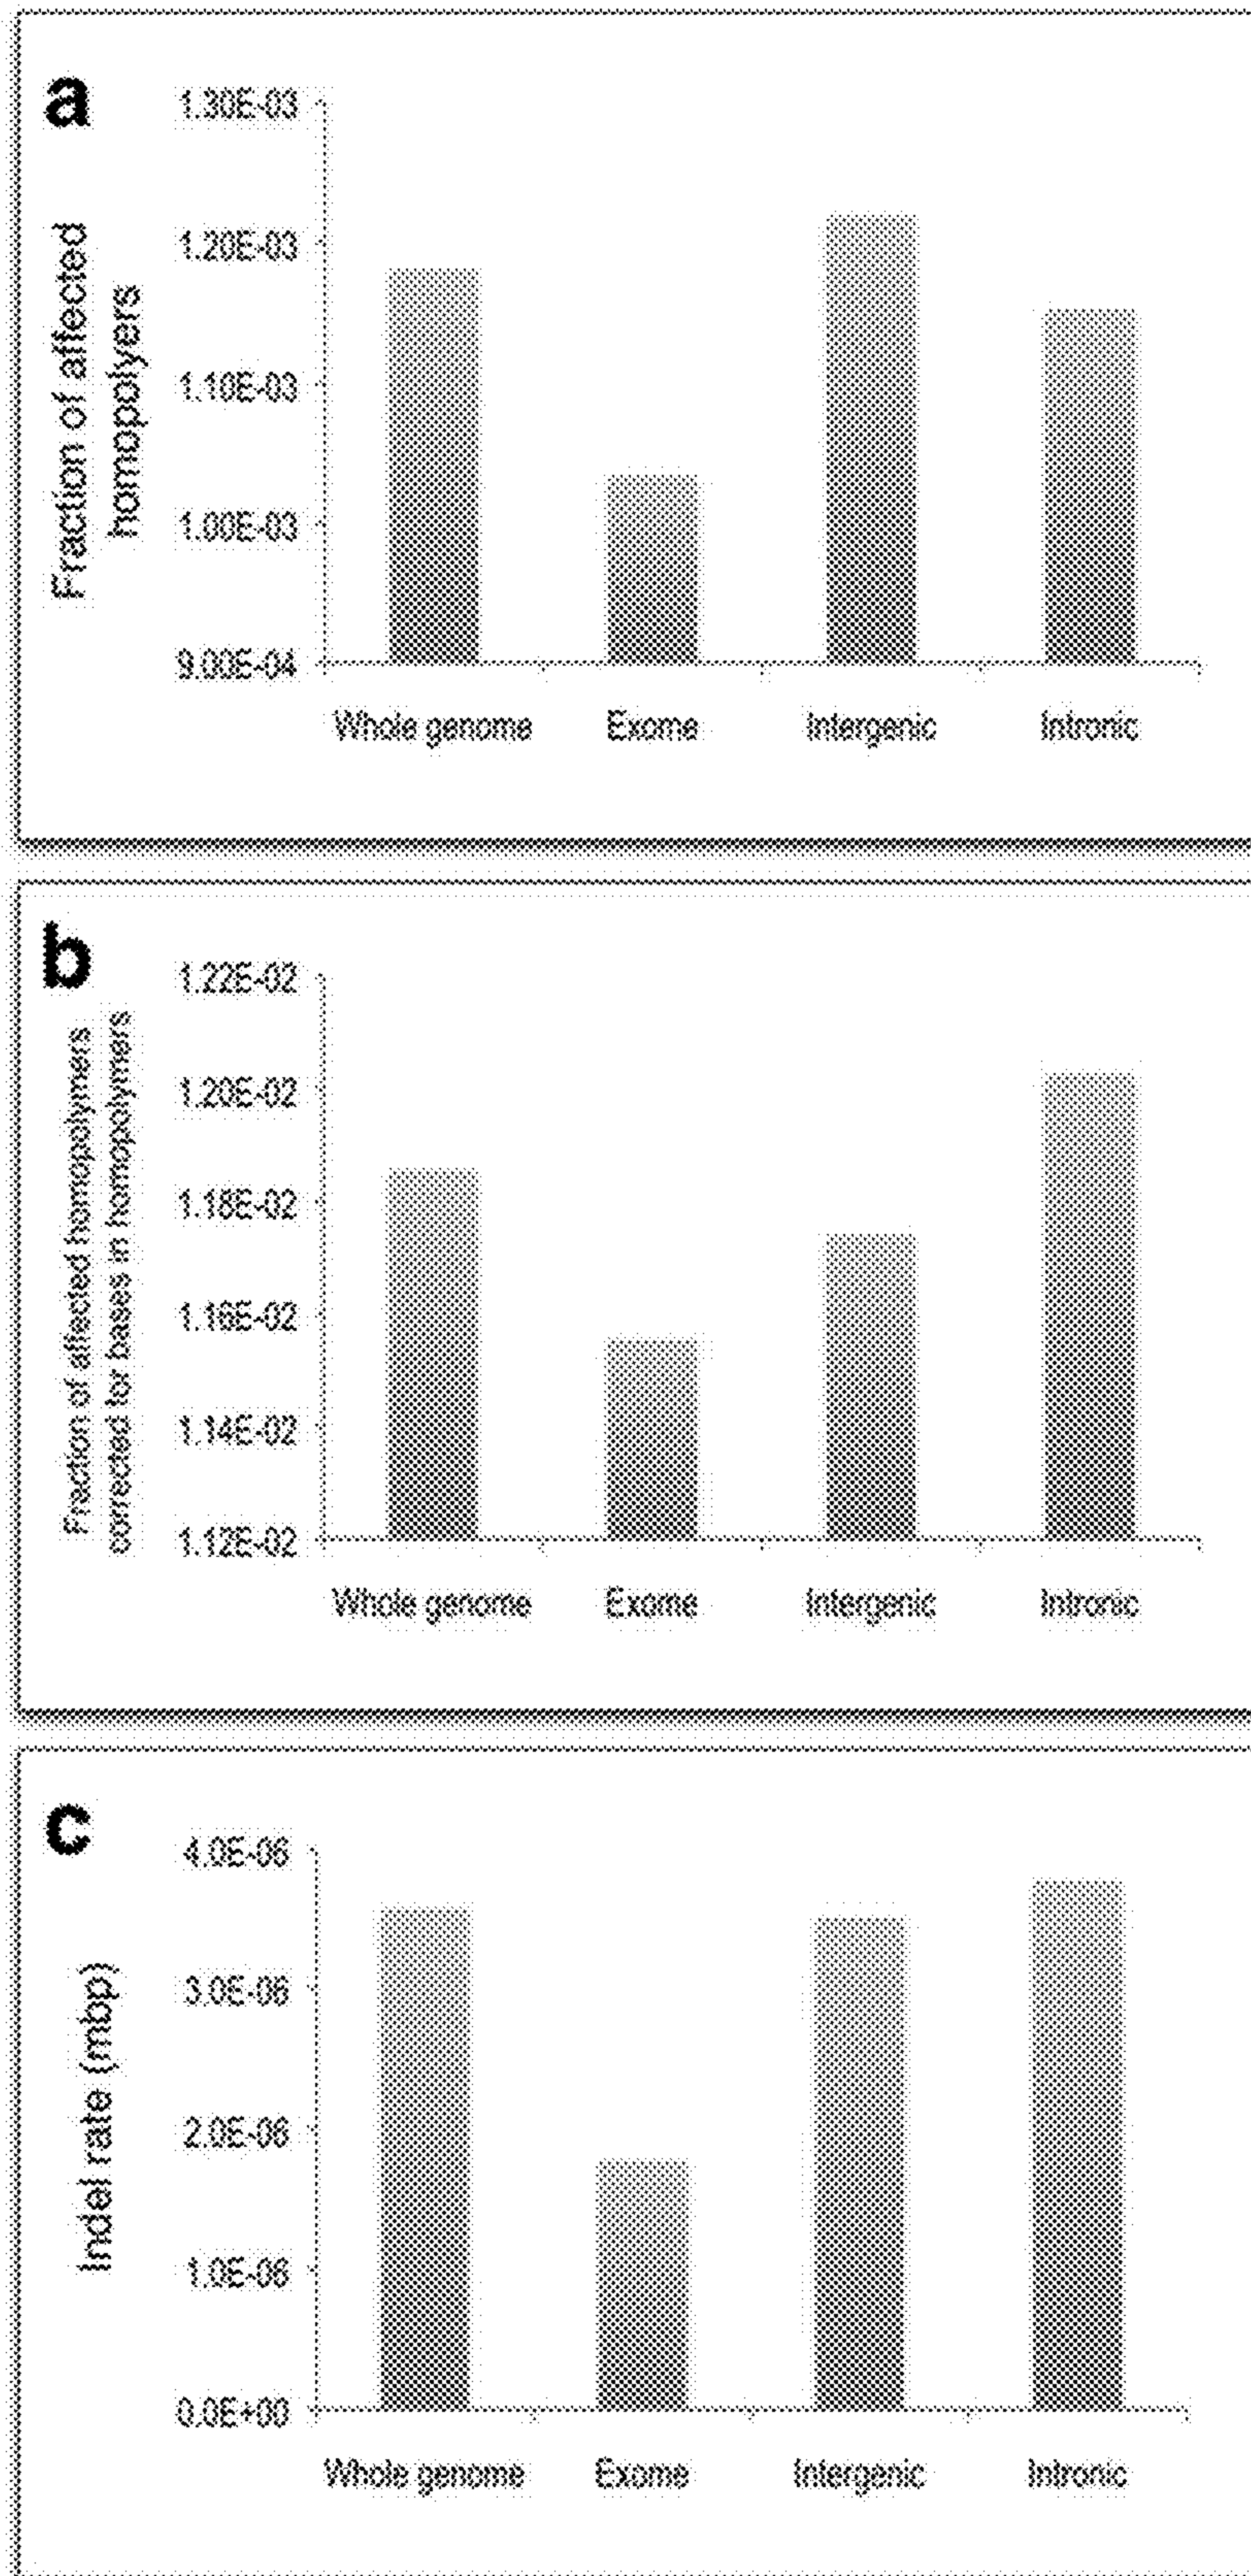 a
1.30E-03
1.20E-03
1.10E-03
1.00E-03
9.00E-04
Fraction of affected
homopolyers
Whole genome
Exome
Intergenic
Intronic
b
1.22E-02
1.20E-02
1.18E-02
1.16E-02
1.14E-02
1.12E-02
Fraction of affected homopolymers
corrected for bases in homopolymers
Whole genome
Exome
Intergenic
Intronic
c
4.0E-06
3.0E-06
2.0E-06
1.0E-06
0.0E+00
Indel rate (mbp)
Whole genome
Exome
Intergenic
Intronic